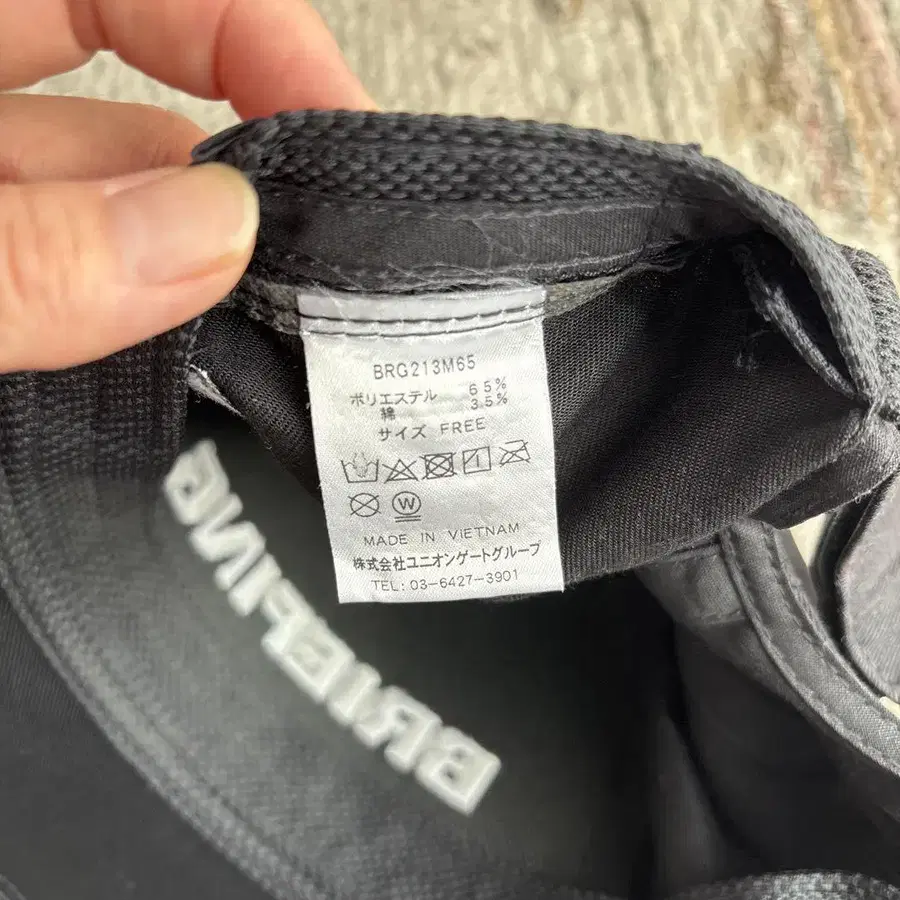 BRG213M65
ポリエステル 65%
綿 35%
サイズ FREE
W
MADE IN VIETNAM
株式会社ユニオンゲートグループ
TEL: 03-6427-3901
BRIEFING